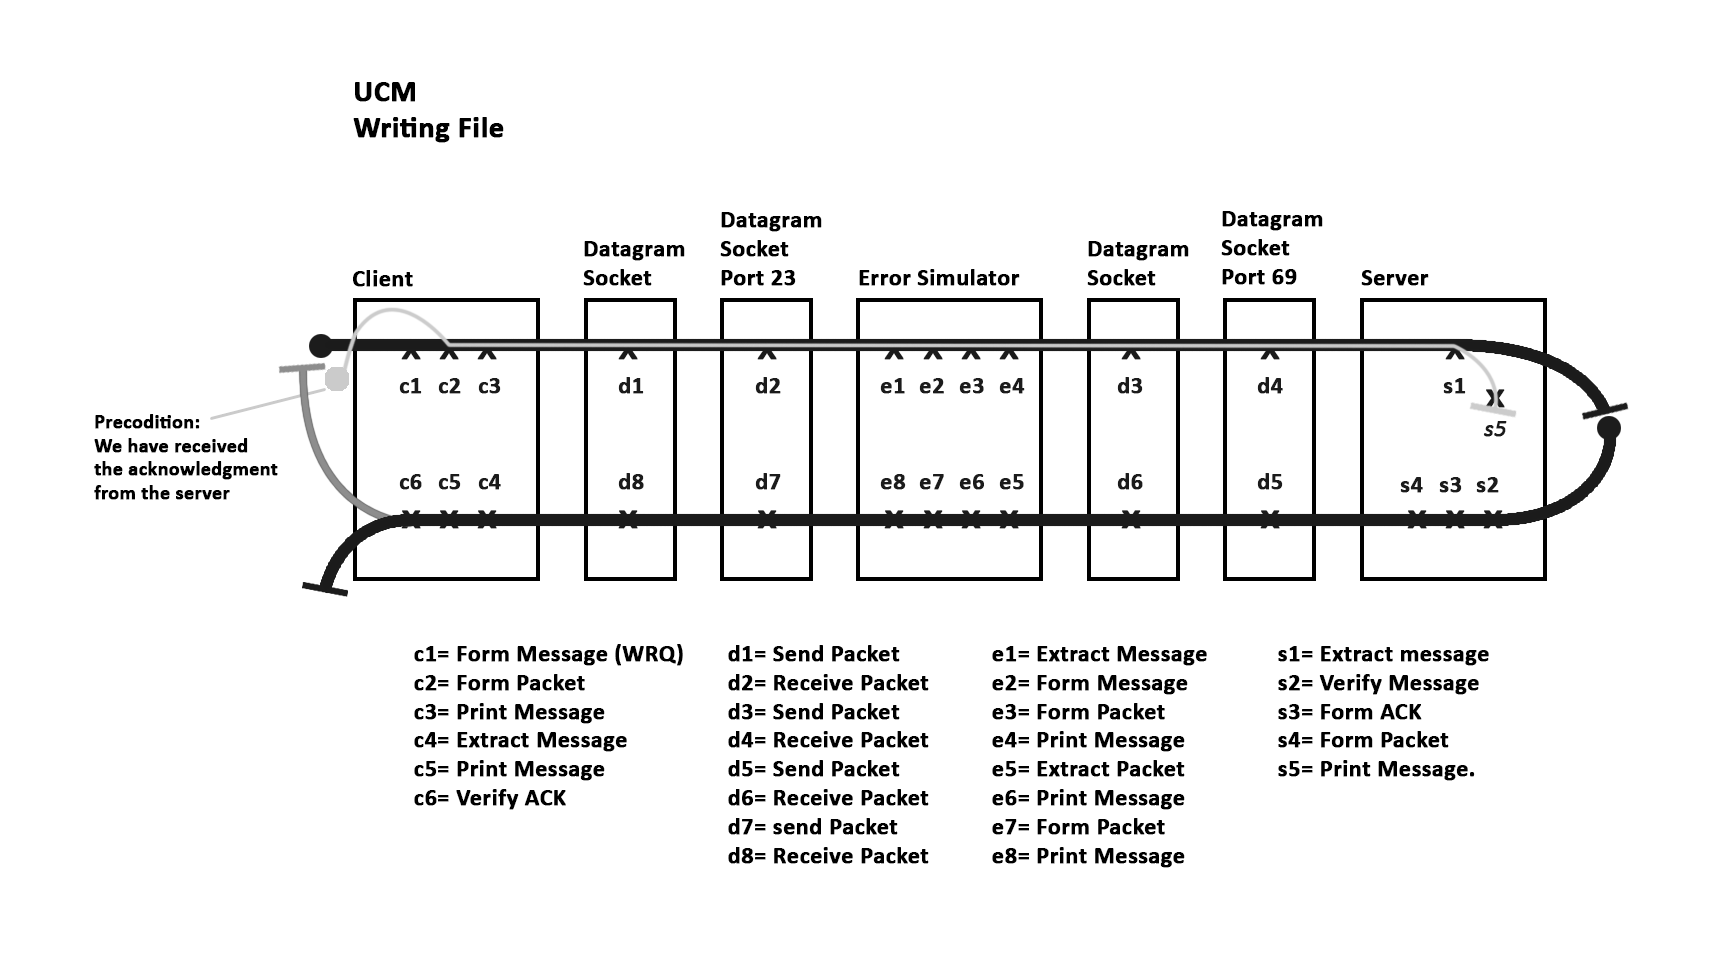 UCM
Writing File
Client
Datagram
Socket
Datagram
Socket
Port 23
Error Simulator
Datagram
Socket
Datagram
Socket
Port 69
Server
c1 c2 c3
d1
d2
e1 e2 e3 e4
d3
d4
s1
s5
Precodition:
We have received
the acknowledgment
from the server
c6 c5 c4
d8
d7
e8 e7 e6 e5
d6
d5
s4 s3 s2
c1= Form Message (WRQ)
c2= Form Packet
c3= Print Message
c4= Extract Message
c5= Print Message
c6= Verify ACK
d1= Send Packet
d2= Receive Packet
d3= Send Packet
d4= Receive Packet
d5= Send Packet
d6= Receive Packet
d7= send Packet
d8= Receive Packet
e1= Extract Message
e2= Form Message
e3= Form Packet
e4= Print Message
e5= Extract Packet
e6= Print Message
e7= Form Packet
e8= Print Message
s1= Extract message
s2= Verify Message
s3= Form ACK
s4= Form Packet
s5= Print Message.